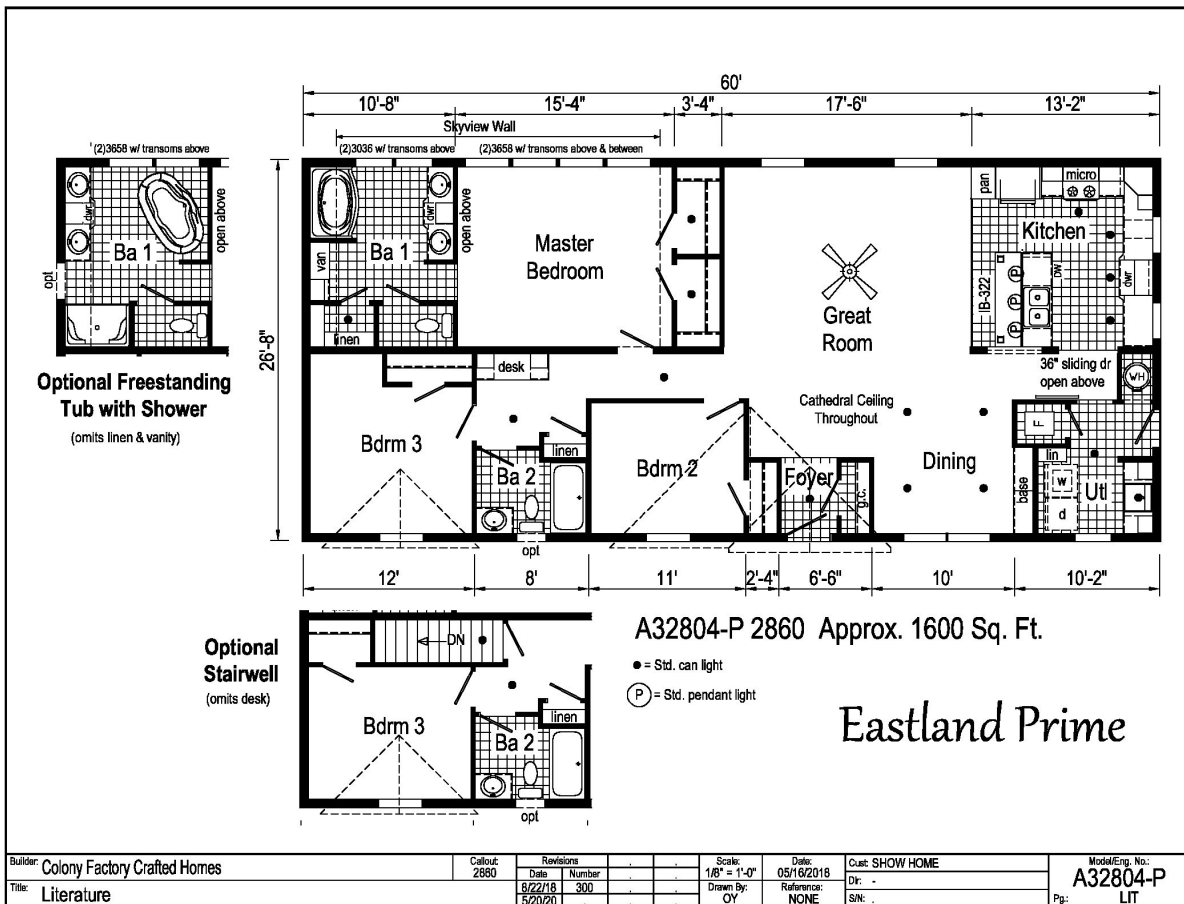 60'
10'-8"
15'-4"
3'-4"
17'-6"
13'-2"
Skyview Wall
(2)3658 w/ transoms above
(2)3036 w/ transoms above
(2)3658 w/ transoms above & between
dwr
open above
Ba 1
opt
Optional Freestanding
Tub with Shower
(omits linen & vanity)
26'-8"
dwr
open above
van
Ba 1
linen
Master
Bedroom
Great
Room
Cathedral Ceiling
Throughout
pan
micro
Kitchen
IB-322
P
P
P
DW
dwr
36" sliding dr
open above
WH
F
lin
w
d
Utl
base
Dining
desk
Bdrm 3
linen
Ba 2
opt
Bdrm 2
Foyer
g.c.
12'
8'
11'
2'-4"
6'-6"
10'
10'-2"
Optional
Stairwell
(omits desk)
DN
Bdrm 3
linen
Ba 2
opt
A32804-P 2860 Approx. 1600 Sq. Ft.
= Std. can light
P = Std. pendant light
Eastland Prime
Builder: Colony Factory Crafted Homes
Title: Literature
Callout:
2860
Revisions
Date Number
8/22/18 300
5/20/20
Scale:
1/8" = 1'-0"
Drawn By:
OY
Date:
05/16/2018
Reference:
NONE
Cust: SHOW HOME
Dlr: -
S/N: .
Model/Eng. No.:
A32804-P
Pg.: LIT